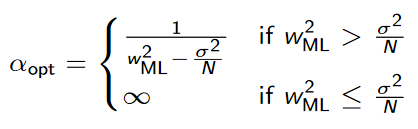 α_opt = { 1 / (w²_ML − σ²/N) if w²_ML > σ²/N
∞ if w²_ML ≤ σ²/N